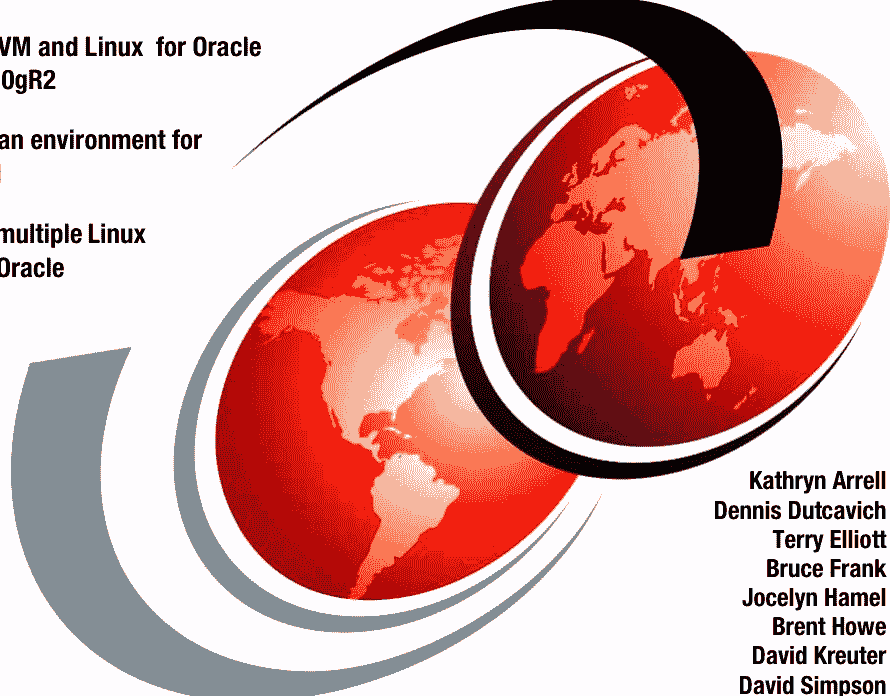 VM and Linux for Oracle
0gR2
an environment for
multiple Linux
Oracle
Kathryn Arrell
Dennis Dutcavich
Terry Elliott
Bruce Frank
Jocelyn Hamel
Brent Howe
David Kreuter
David Simpson